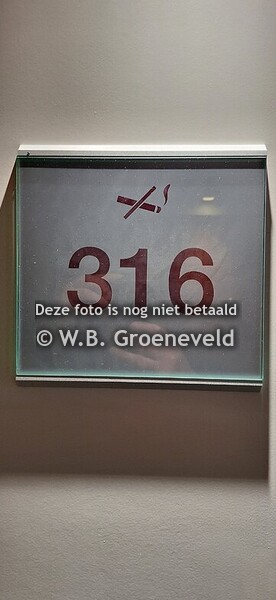 316
Deze foto is nog niet betaald
© W.B. Groeneveld